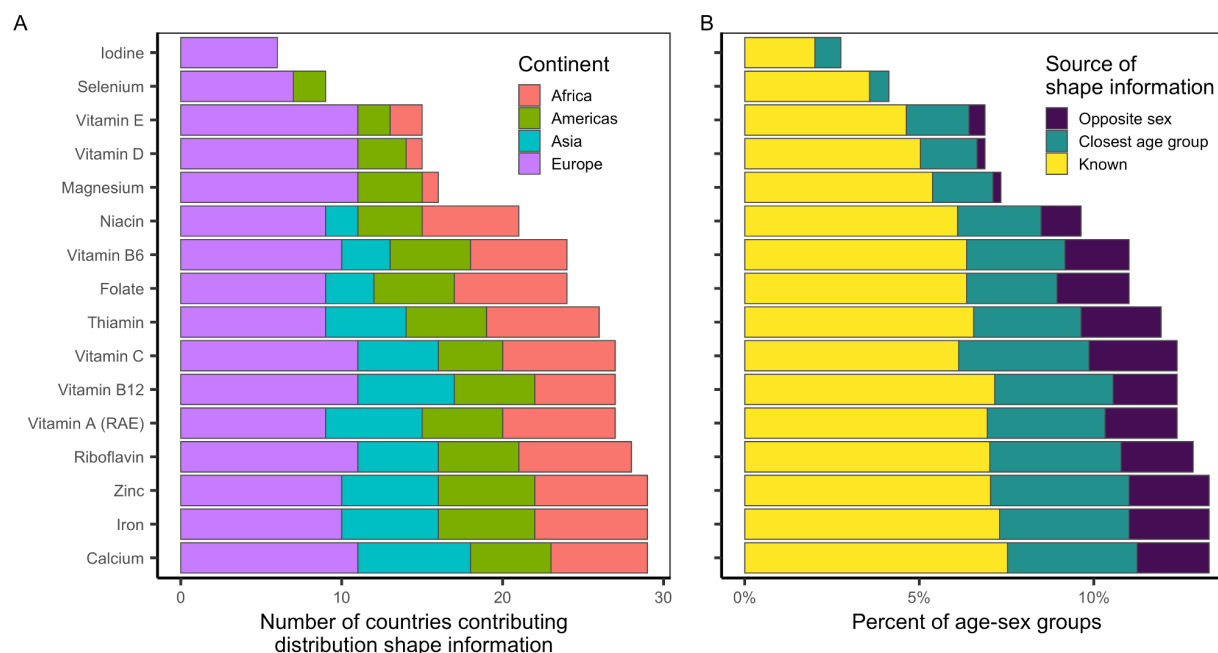 A
B
Iodine
Selenium
Vitamin E
Vitamin D
Magnesium
Niacin
Vitamin B6
Folate
Thiamin
Vitamin C
Vitamin B12
Vitamin A (RAE)
Riboflavin
Zinc
Iron
Calcium
Continent
Africa
Americas
Asia
Europe
0
10
20
30
Number of countries contributing
distribution shape information
Source of
shape information
Opposite sex
Closest age group
Known
0%
5%
10%
Percent of age-sex groups